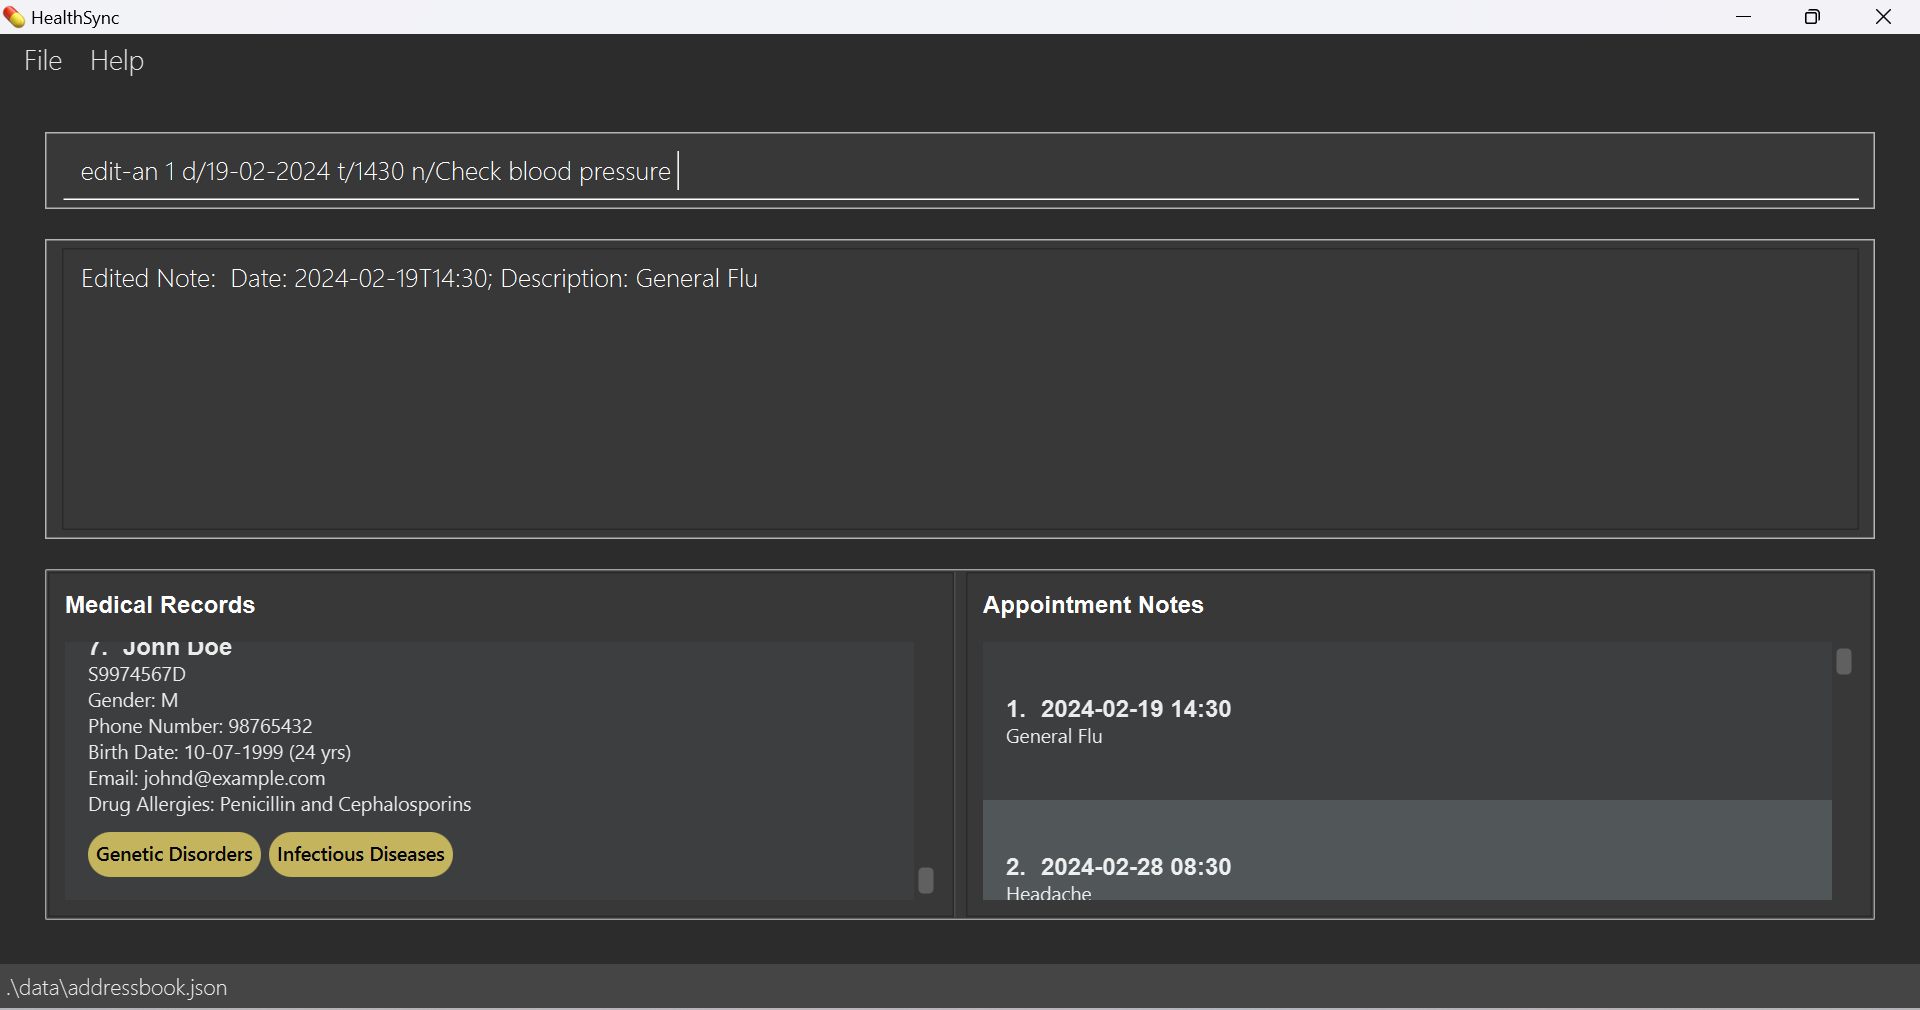 HealthSync
File Help
edit-an 1 d/19-02-2024 t/1430 n/Check blood pressure
Edited Note:  Date: 2024-02-19T14:30; Description: General Flu
Medical Records
7. John Doe
S9974567D
Gender: M
Phone Number: 98765432
Birth Date: 10-07-1999 (24 yrs)
Email: johnd@example.com
Drug Allergies: Penicillin and Cephalosporins
Genetic Disorders Infectious Diseases
Appointment Notes
1. 2024-02-19 14:30
General Flu
2. 2024-02-28 08:30
Headache
.\data\addressbook.json